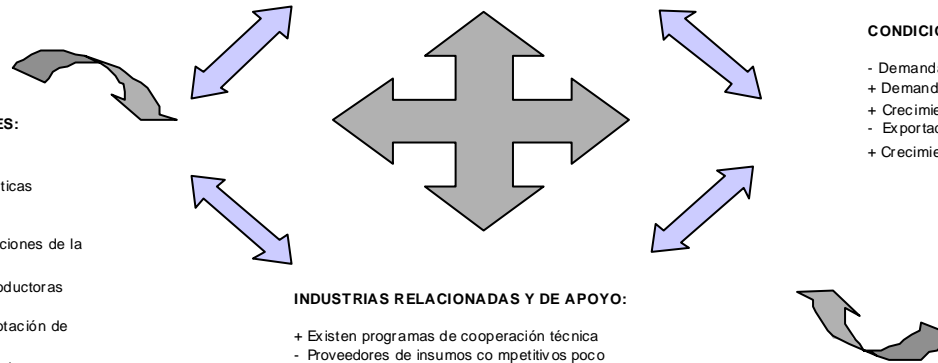 CONDICIO
- Demanda
+ Demand
+ Crecimie
- Exportac
+ Crecimie
ES:
ticas
ciones de la
oductoras
otación de
INDUSTRIAS RELACIONADAS Y DE APOYO:
+ Existen programas de cooperación técnica
- Proveedores de insumos co mpetitivos poco